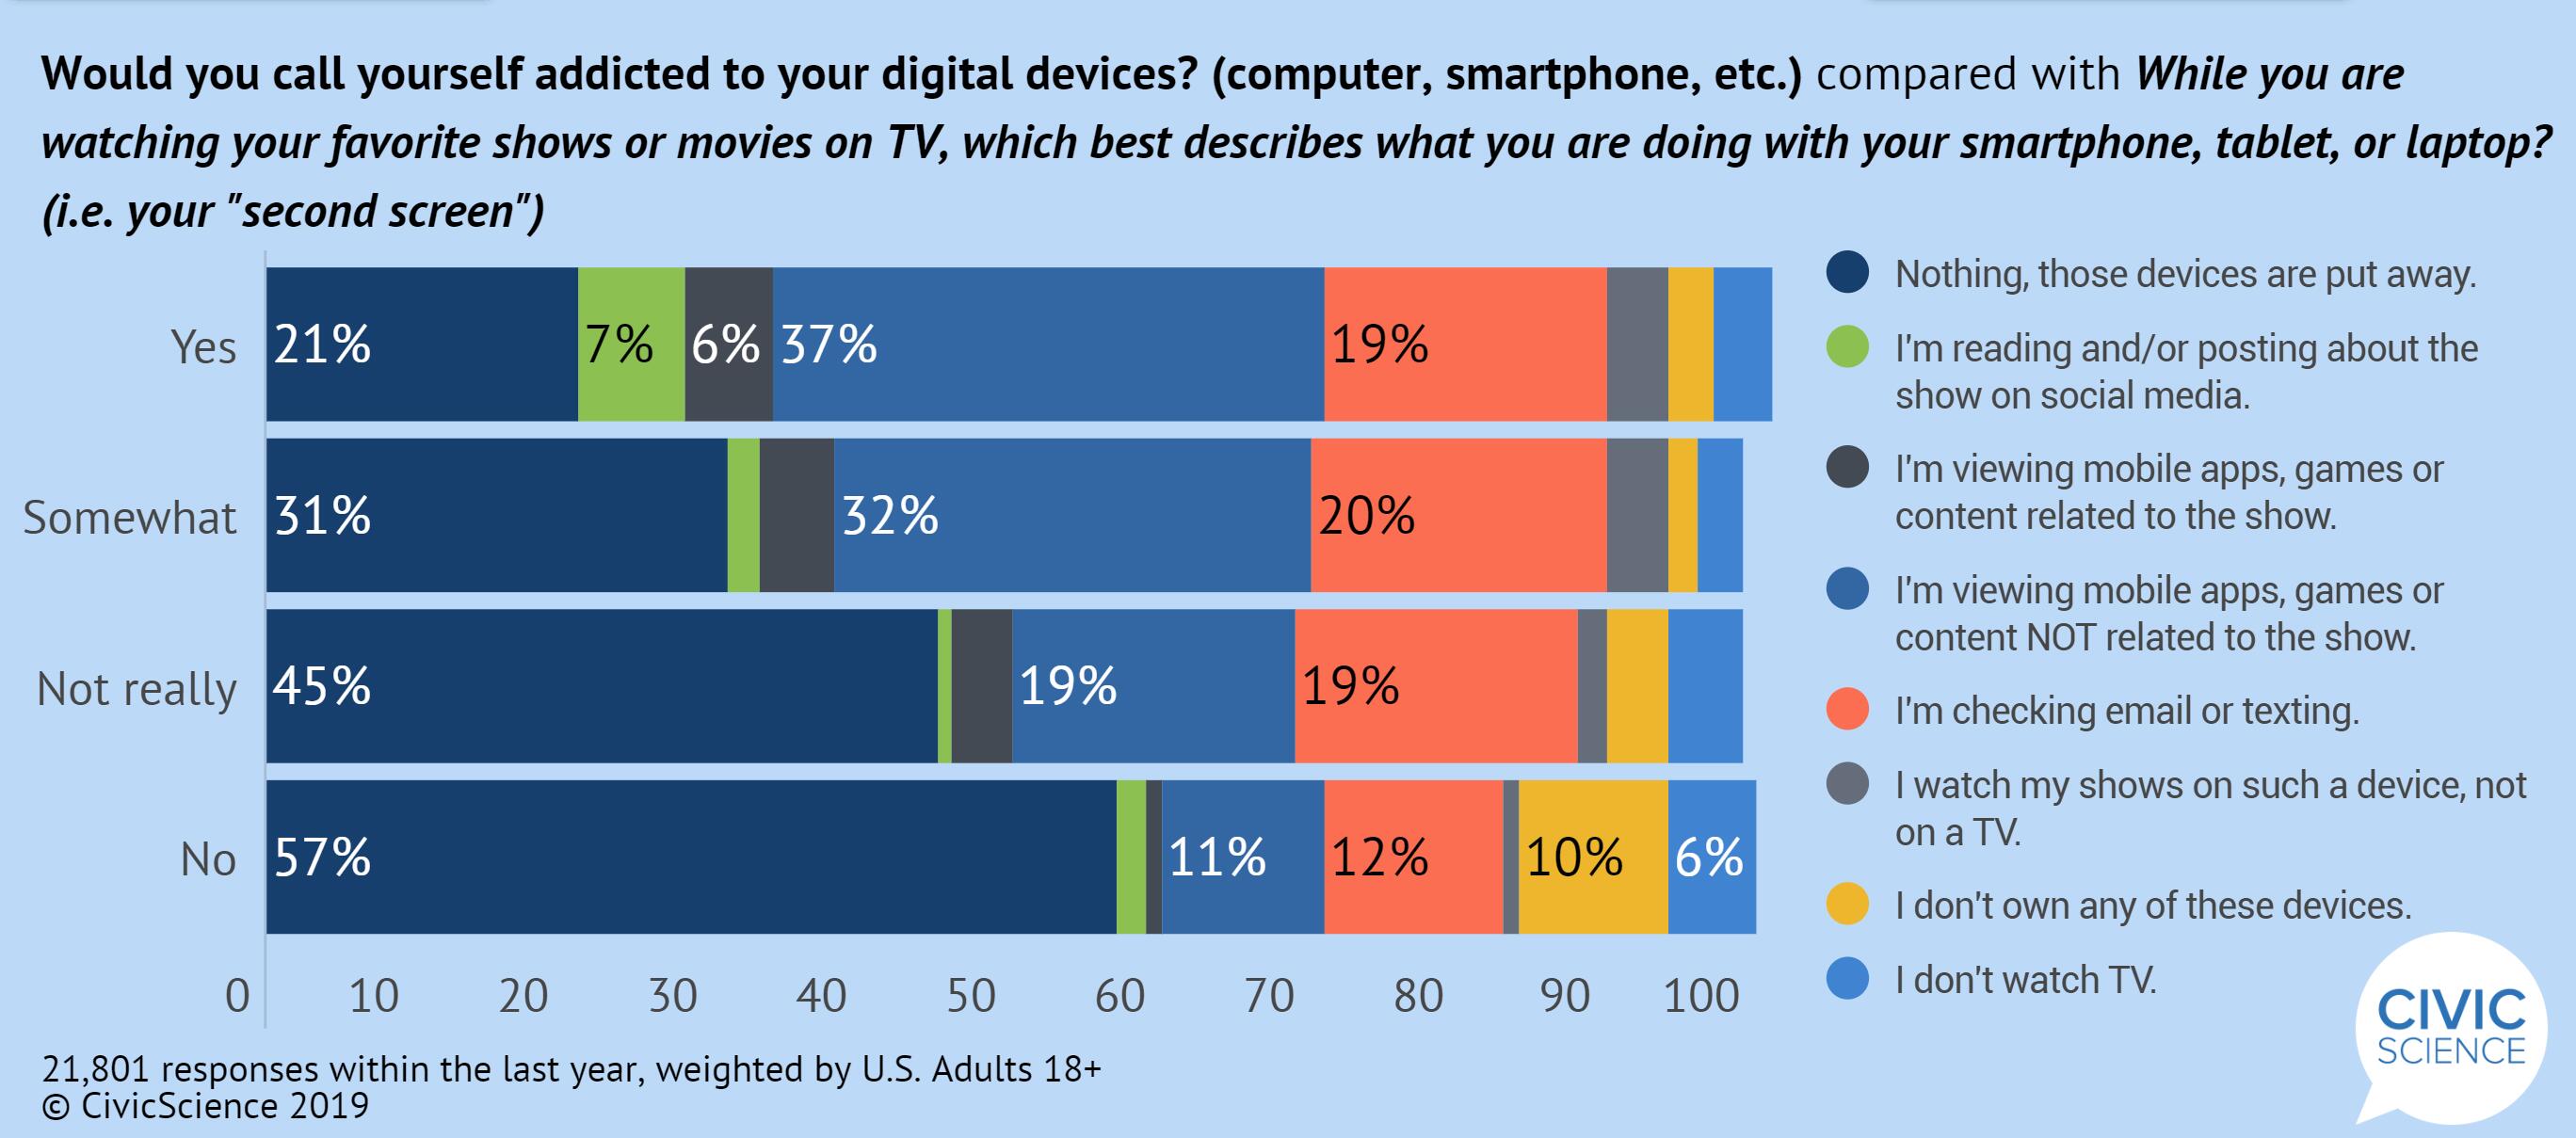 Would you call yourself addicted to your digital devices? (computer, smartphone, etc.) compared with While you are
watching your favorite shows or movies on TV, which best describes what you are doing with your smartphone, tablet, or laptop?
(i.e. your "second screen")
Yes
21%
7%
6%
37%
19%
Somewhat
31%
32%
20%
Not really
45%
19%
19%
No
57%
11%
12%
10%
6%
0 10 20 30 40 50 60 70 80 90 100
Nothing, those devices are put away.
I'm reading and/or posting about the
show on social media.
I'm viewing mobile apps, games or
content related to the show.
I'm viewing mobile apps, games or
content NOT related to the show.
I'm checking email or texting.
I watch my shows on such a device, not
on a TV.
I don't own any of these devices.
I don't watch TV.
21,801 responses within the last year, weighted by U.S. Adults 18+
© CivicScience 2019
CIVIC
SCIENCE